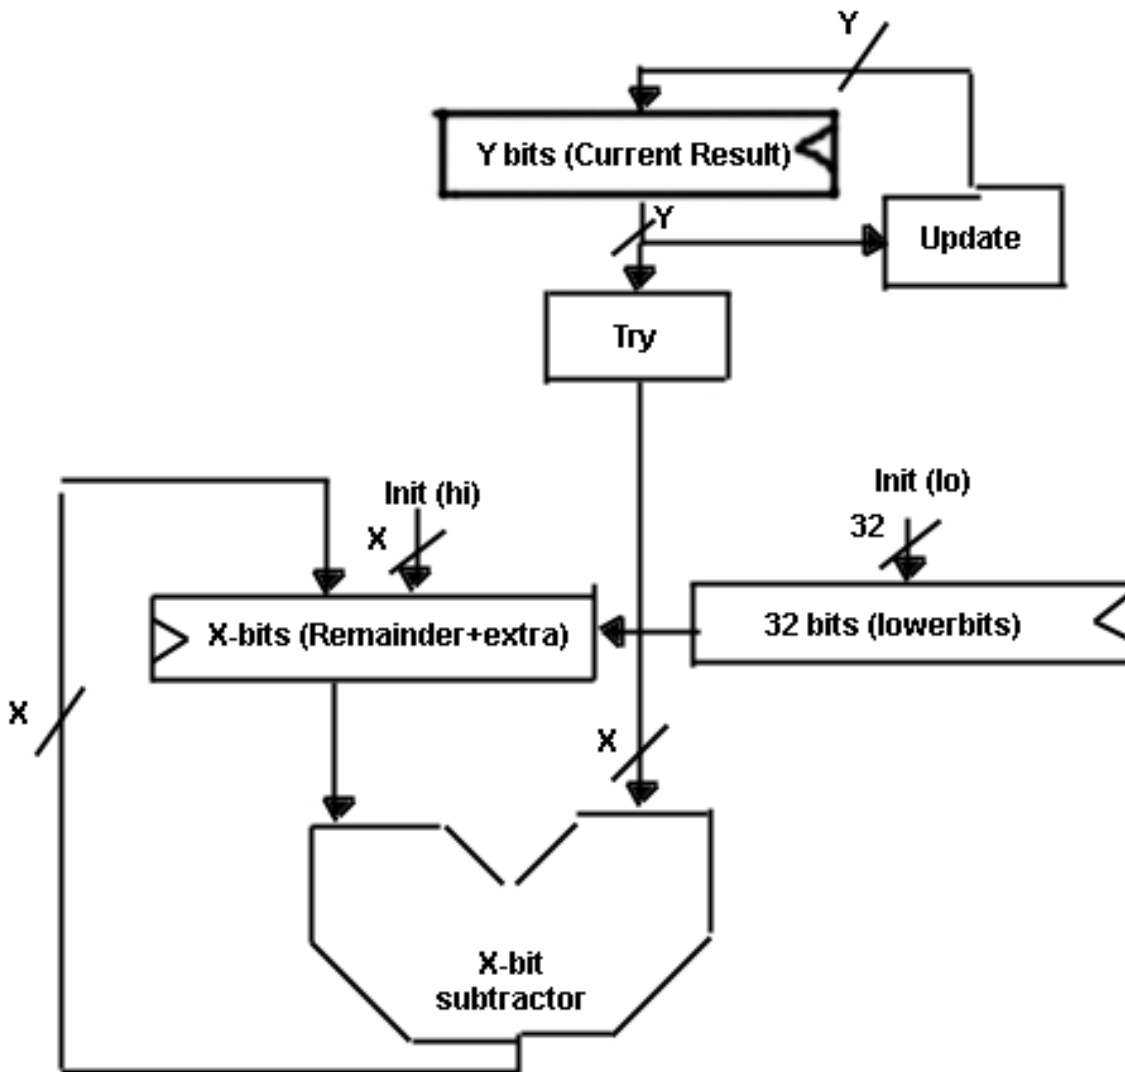 Y
Y bits (Current Result)
Y
Update
Try
Init (hi)
X
Init (lo)
32
X-bits (Remainder+extra)
32 bits (lowerbits)
X
X
X-bit
subtractor